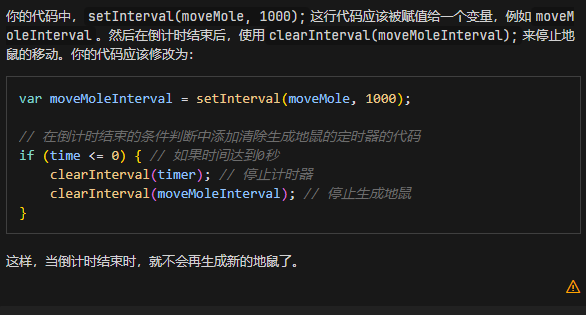 你的代码中，setInterval(moveMole, 1000); 这行代码应该被赋值给一个变量，例如 moveM
oleInterval 。然后在倒计时结束后，使用 clearInterval(moveMoleInterval); 来停止地
鼠的移动。你的代码应该修改为：
var moveMoleInterval = setInterval(moveMole, 1000);
// 在倒计时结束的条件判断中添加清除生成地鼠的定时器的代码
if (time <= 0) { // 如果时间达到0秒
    clearInterval(timer); // 停止计时器
    clearInterval(moveMoleInterval); // 停止生成地鼠
}
这样，当倒计时结束时，就不会再生成新的地鼠了。